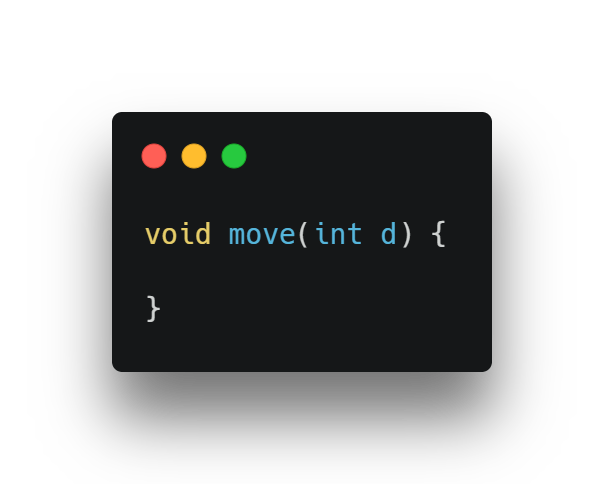 void move(int d) {
}